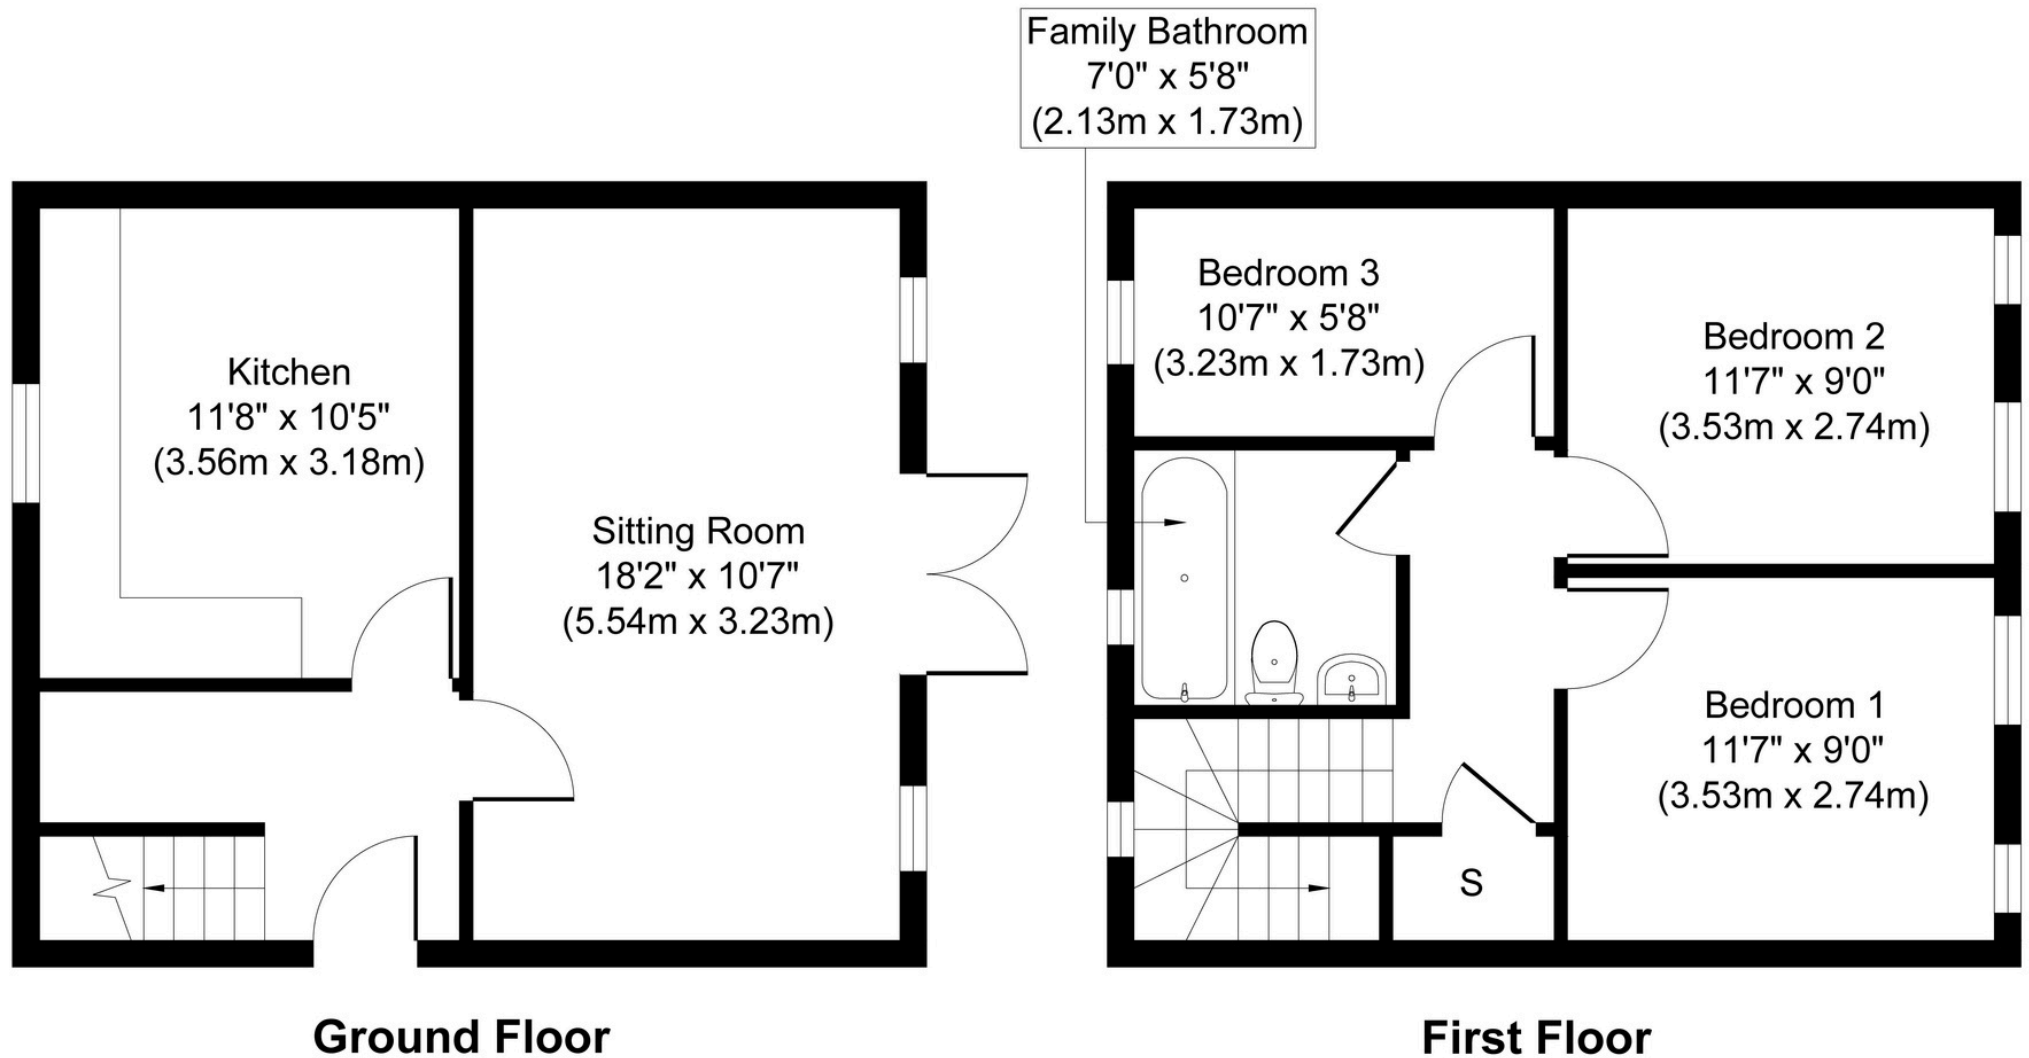 Family Bathroom
7'0" x 5'8"
(2.13m x 1.73m)
Kitchen
11'8" x 10'5"
(3.56m x 3.18m)
Sitting Room
18'2" x 10'7"
(5.54m x 3.23m)
Ground Floor
Bedroom 3
10'7" x 5'8"
(3.23m x 1.73m)
Bedroom 2
11'7" x 9'0"
(3.53m x 2.74m)
Bedroom 1
11'7" x 9'0"
(3.53m x 2.74m)
S
First Floor